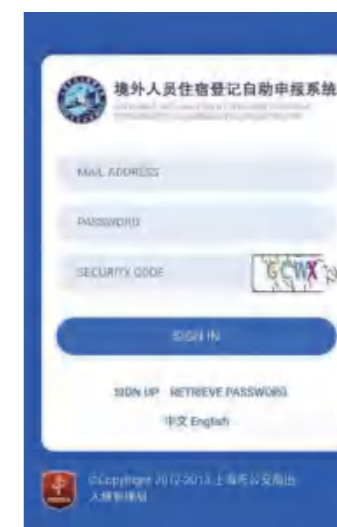 境外人员住宿登记自动申报系统
MAIL ADDRESS
PASSWORD
SECURITY CODE
GCWX
SIGN IN
SIGN UP RETRIEVE PASSWORD
中文 English
©Copyright 2012-2013 上海市公安局出
入境管理局